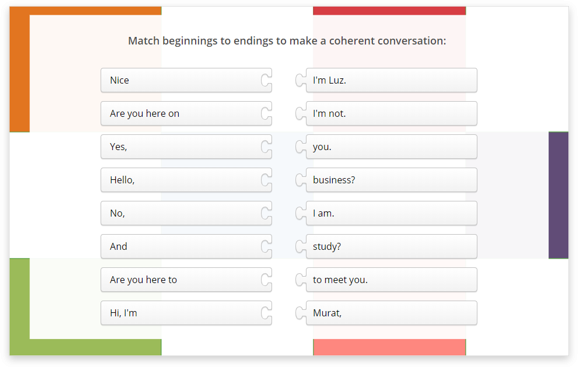 Match beginnings to endings to make a coherent conversation:
Nice
I'm Luz.
Are you here on
I'm not.
Yes,
you.
Hello,
business?
No,
I am.
And
study?
Are you here to
to meet you.
Hi, I'm
Murat,